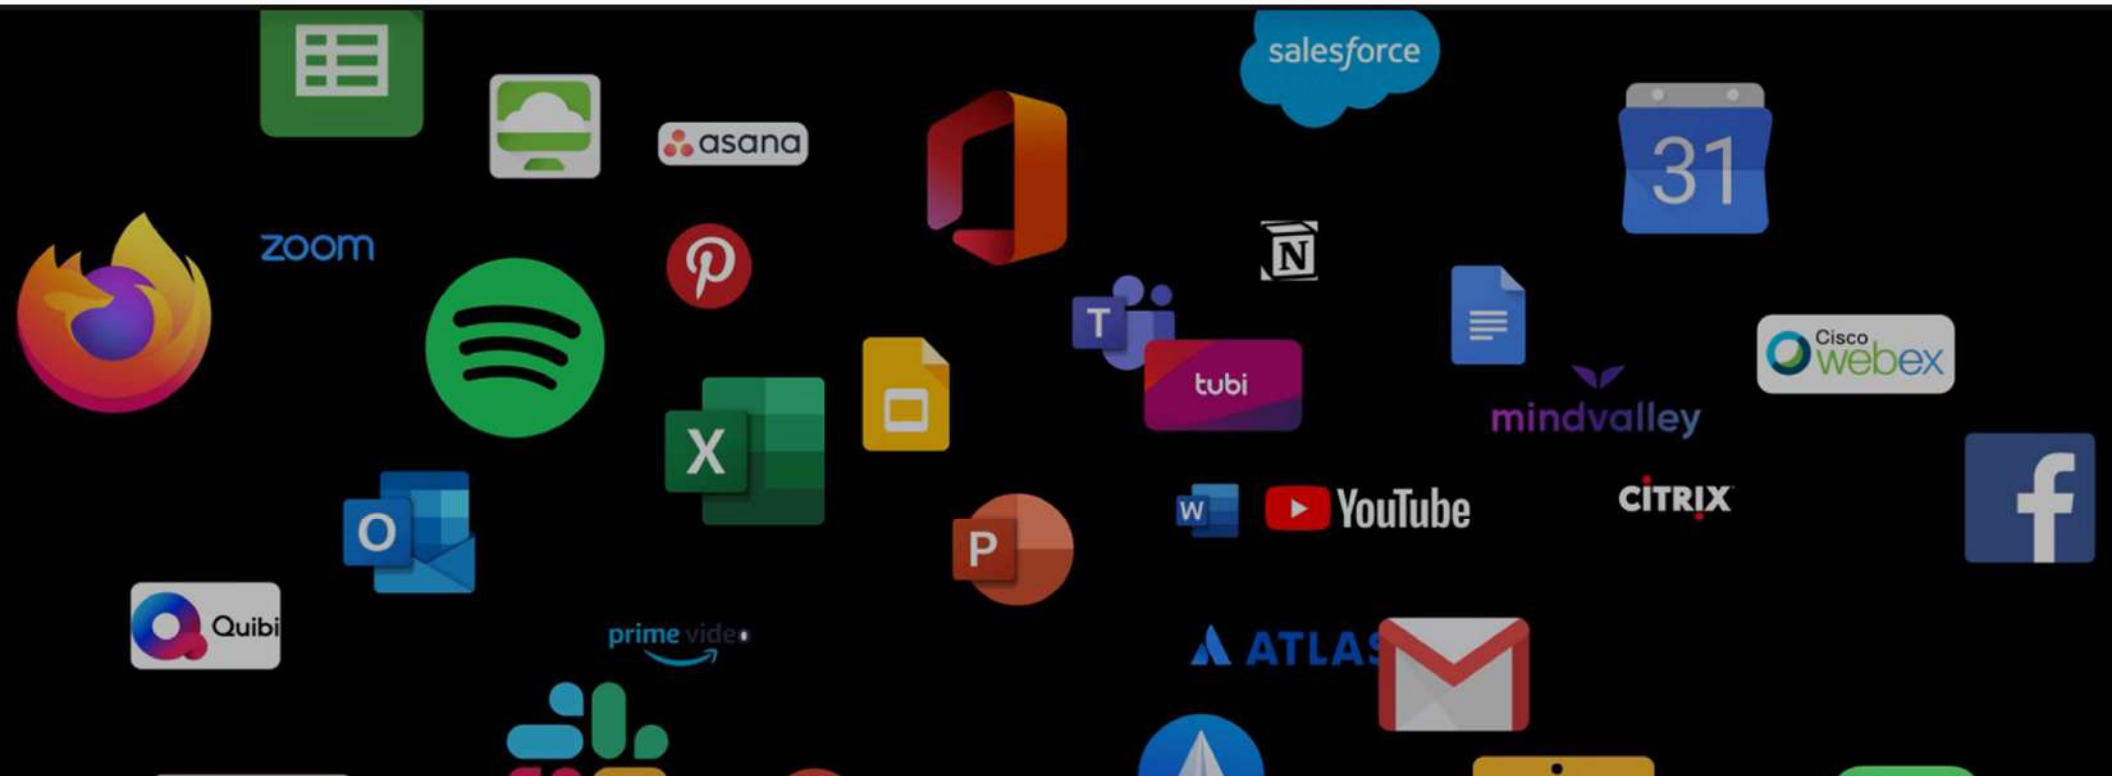 salesforce
asana
31
zoom
N
T
Cisco
webex
tubi
mindvalley
X
W
YouTube
CiTRIX
f
O
P
Quibi
prime video
ATLAS